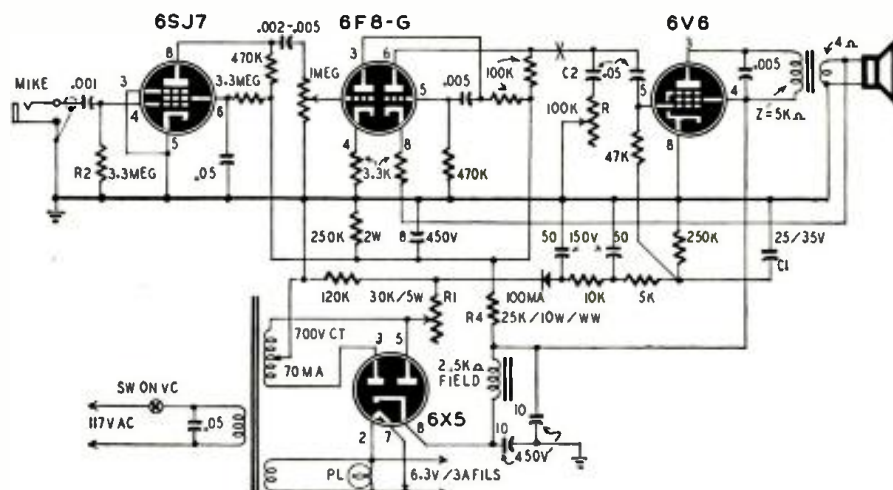 6SJ7
6F8-G
6V6
.002-.005
470K
MIKE
.001
3
8
4
5
6
3.3MEG
R2
3.3MEG
.05
1MEG
3
6
5
4
8
3.3K
.005
470K
100K
X
C2
.05
100K
R
3
5
4
8
47K
.005
4Ω
Z=5KΩ
250K
2W
8
450V
50
150V
50
250K
25/35V
C1
120K
30K/5W
R1
100MA
10K
5K
R4
25K/10W/WW
700VCT
70MA
3
5
2.5KΩ
FIELD
SW ON VC
117V AC
.05
6X5
2
7
8
10
10
450V
PL
6.3V/3A FILS